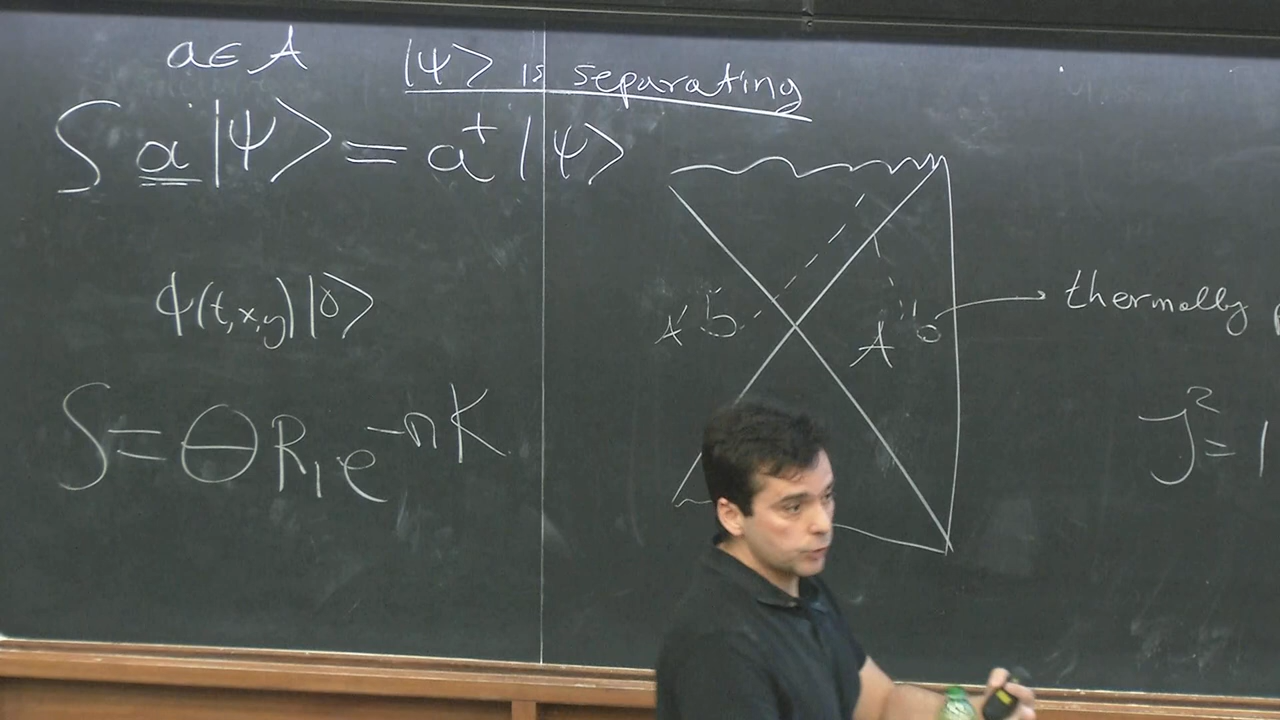 a ∈ A
|Ψ> is separating
S a |Ψ> = a† |Ψ>
ϕ(t,x,y)|0>
S = Θ R₁ e^{-πK}
A' b̃
A b
thermally
J² = 1